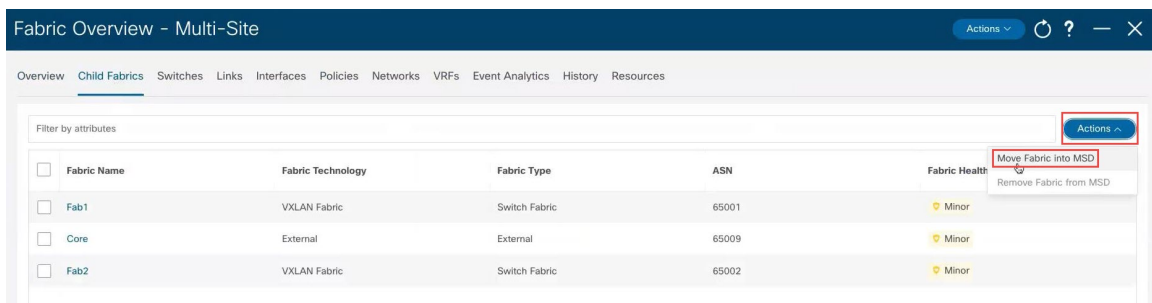 Fabric Overview - Multi-Site Actions ?
Overview Child Fabrics Switches Links Interfaces Policies Networks VRFs Event Analytics History Resources
Filter by attributes Actions
Move Fabric into MSD
Fabric Name Fabric Technology Fabric Type ASN Fabric Health
Remove Fabric from MSD
Fab1 VXLAN Fabric Switch Fabric 65001 Minor
Core External External 65009 Minor
Fab2 VXLAN Fabric Switch Fabric 65002 Minor